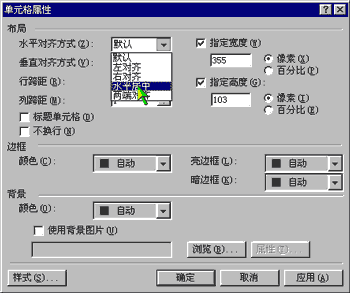 单元格属性
布局
水平对齐方式(Z): 默认
默认
左对齐
右对齐
水平居中
两端对齐
垂直对齐方式(V):
行跨距(R):
列跨距(N):
标题单元格(D)
不换行(N)
指定宽度(W)
355
像素(X)
百分比(P)
指定高度(G):
103
像素(I)
百分比(P)
边框
颜色(C): 自动
亮边框(L): 自动
暗边框(K): 自动
背景
颜色(O): 自动
使用背景图片(U)
浏览(B)...
属性(E)...
样式(S)...
确定
取消
应用(A)